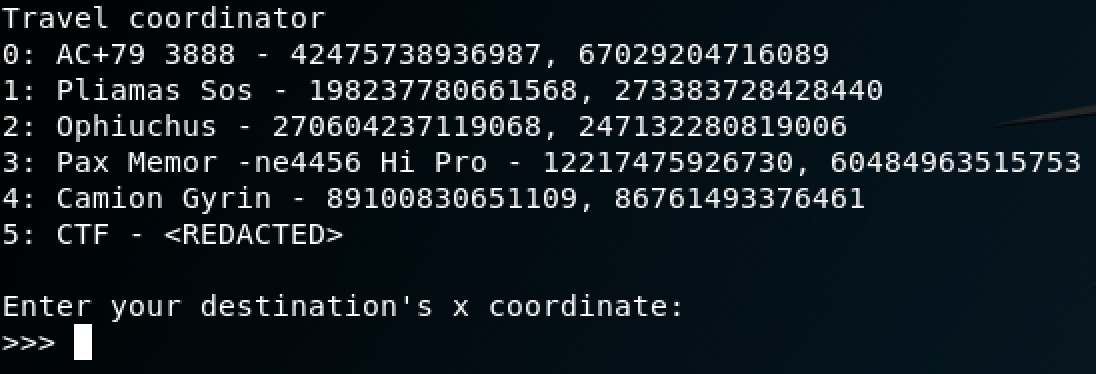 Travel coordinator
0: AC+79 3888 - 42475738936987, 67029204716089
1: Pliamas Sos - 198237780661568, 273383728428440
2: Ophiuchus - 270604237119068, 247132280819006
3: Pax Memor -ne4456 Hi Pro - 12217475926730, 60484963515753
4: Camion Gyrin - 89100830651109, 86761493376461
5: CTF - <REDACTED>
Enter your destination's x coordinate:
>>>